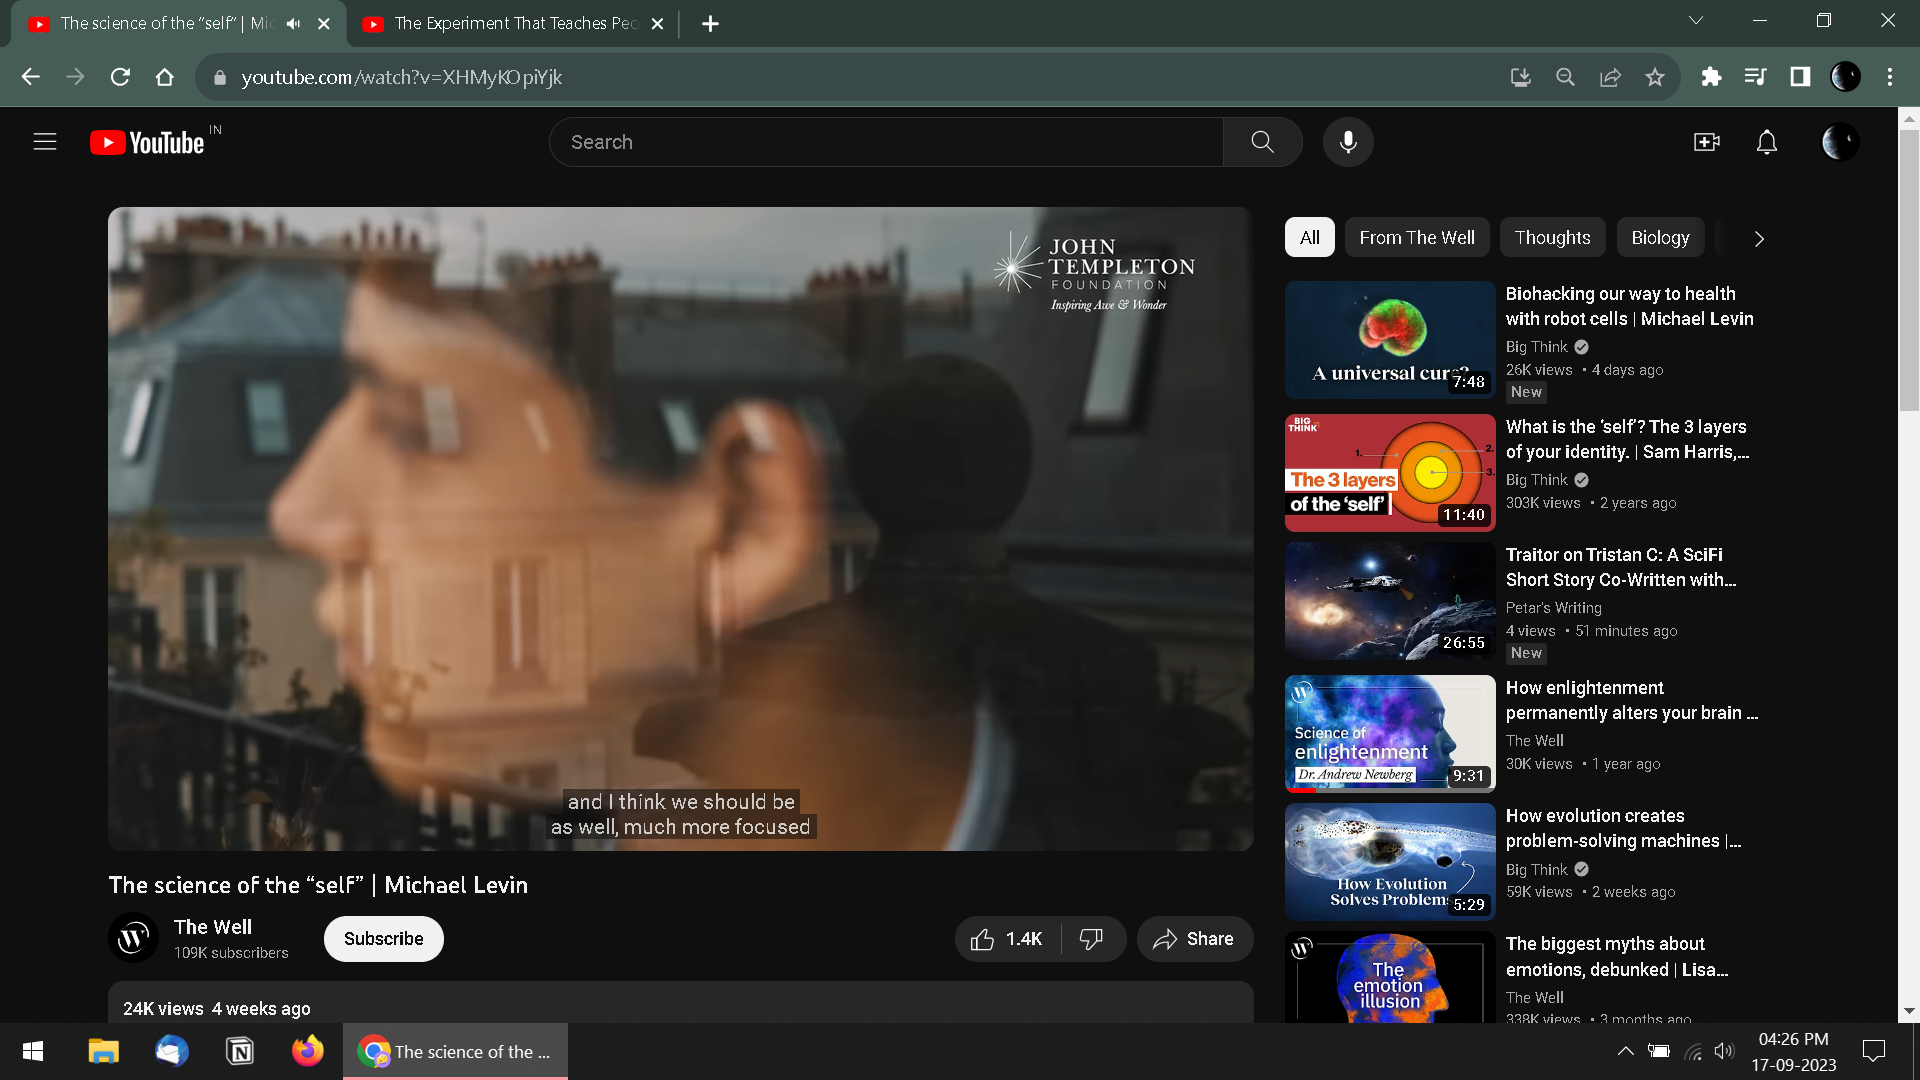 The science of the “self” | Mic
The Experiment That Teaches Peo
youtube.com/watch?v=XHMyKOpiYjk
YouTube IN
Search
JOHN
TEMPLETON
FOUNDATION
Inspiring Awe & Wonder
and I think we should be
as well, much more focused
The science of the “self” | Michael Levin
The Well
109K subscribers
Subscribe
1.4K
Share
24K views 4 weeks ago
All
From The Well
Thoughts
Biology
A universal cure?
7:48
Biohacking our way to health
with robot cells | Michael Levin
Big Think
26K views • 4 days ago
New
BIG
THINK
1.
2.
3.
The 3 layers
of the ‘self’
11:40
What is the ‘self’? The 3 layers
of your identity. | Sam Harris,...
Big Think
303K views • 2 years ago
26:55
Traitor on Tristan C: A SciFi
Short Story Co-Written with...
Petar's Writing
4 views • 51 minutes ago
New
W
Science of
enlightenment
Dr. Andrew Newberg
9:31
How enlightenment
permanently alters your brain ...
The Well
30K views • 1 year ago
How Evolution
Solves Problems
5:29
How evolution creates
problem-solving machines |...
Big Think
59K views • 2 weeks ago
W
The
emotion
illusion
The biggest myths about
emotions, debunked | Lisa...
The Well
338K views • 3 months ago
The science of the ...
04:26 PM
17-09-2023